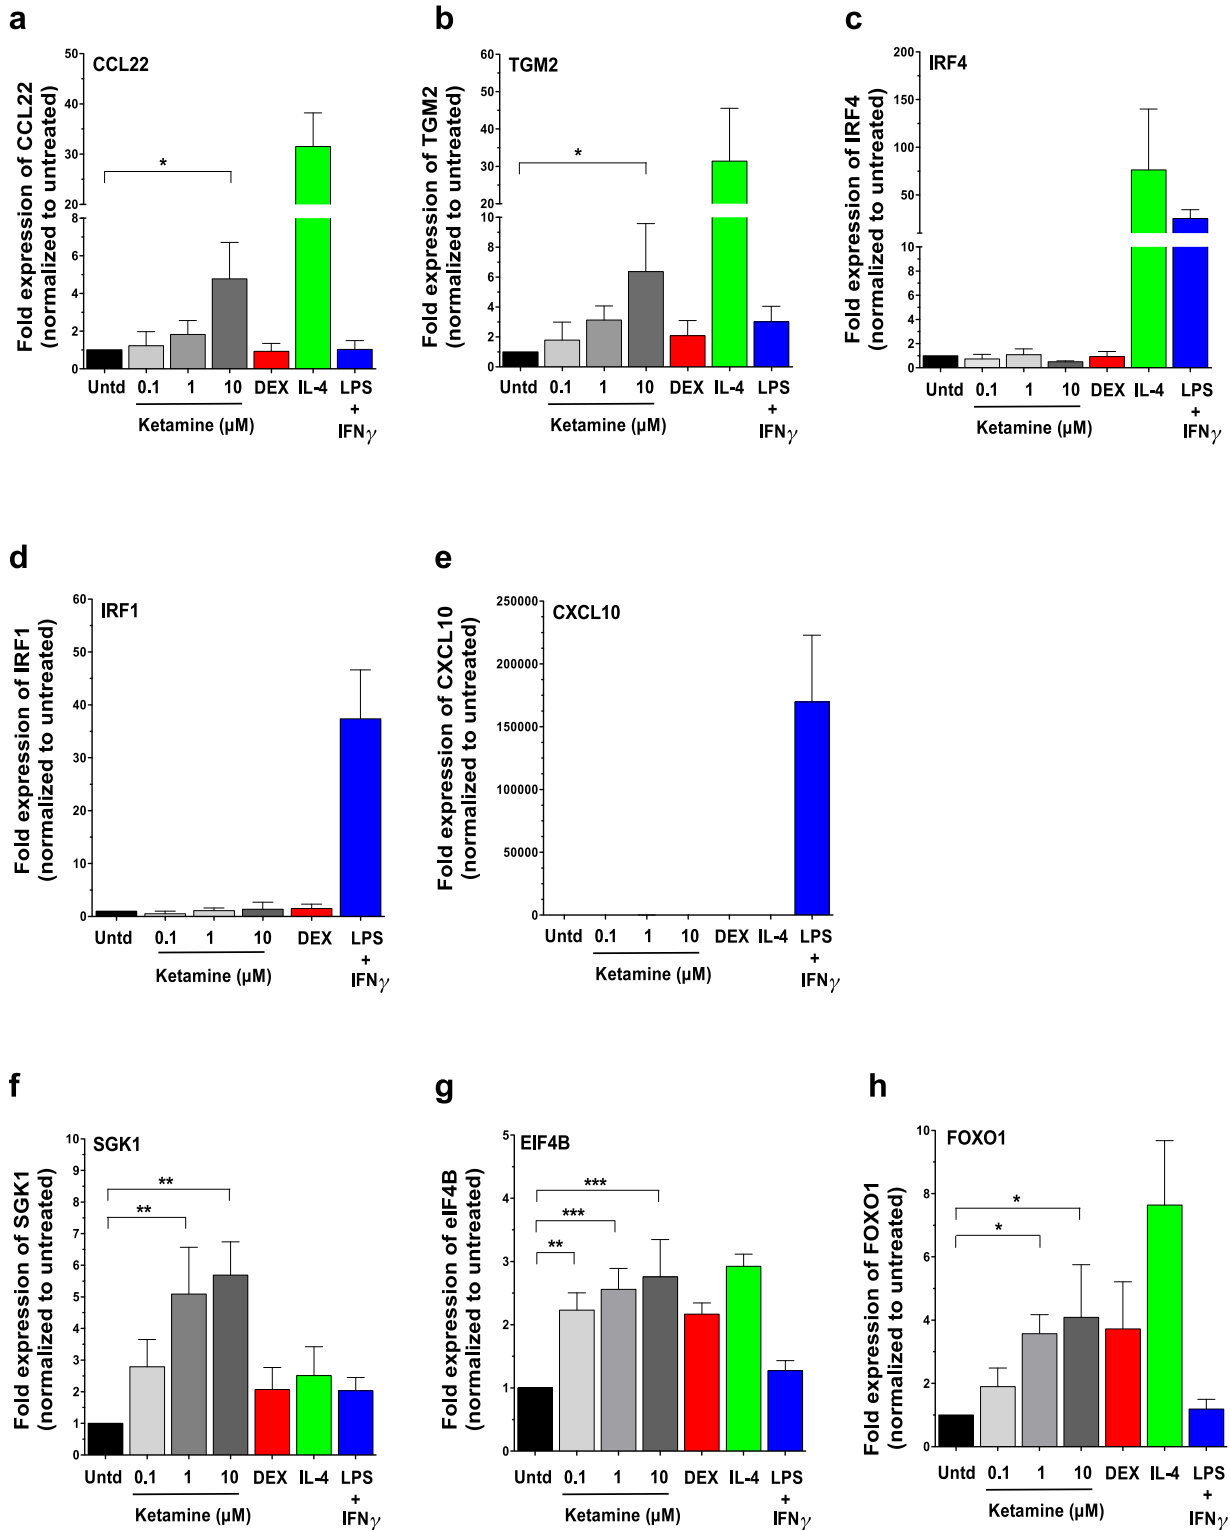 a
CCL22
Fold expression of CCL22
(normalized to untreated)
50
40
30
20
8
6
4
2
0
*
Untd 0.1 1 10 DEX IL-4 LPS
+
IFNγ
Ketamine (µM)
b
TGM2
Fold expression of TGM2
(normalized to untreated)
60
50
40
30
20
10
8
6
4
2
0
*
Untd 0.1 1 10 DEX IL-4 LPS
+
IFNγ
Ketamine (µM)
c
IRF4
Fold expression of IRF4
(normalized to untreated)
200
150
100
75
50
10
8
6
4
2
0
Untd 0.1 1 10 DEX IL-4 LPS
+
IFNγ
Ketamine (µM)
d
IRF1
Fold expression of IRF1
(normalized to untreated)
60
50
40
30
20
10
0
Untd 0.1 1 10 DEX LPS
+
IFNγ
Ketamine (µM)
e
CXCL10
Fold expression of CXCL10
(normalized to untreated)
250000
200000
150000
100000
50000
0
Untd 0.1 1 10 DEX IL-4 LPS
+
IFNγ
Ketamine (µM)
f
SGK1
Fold expression of SGK1
(normalized to untreated)
10
9
8
7
6
5
4
3
2
1
0
**
**
Untd 0.1 1 10 DEX IL-4 LPS
+
IFNγ
Ketamine (µM)
g
EIF4B
Fold expression of eIF4B
(normalized to untreated)
5
4
3
2
1
0
***
***
**
Untd 0.1 1 10 DEX IL-4 LPS
+
IFNγ
Ketamine (µM)
h
FOXO1
Fold expression of FOXO1
(normalized to untreated)
10
8
6
4
2
0
*
*
Untd 0.1 1 10 DEX IL-4 LPS
+
IFNγ
Ketamine (µM)